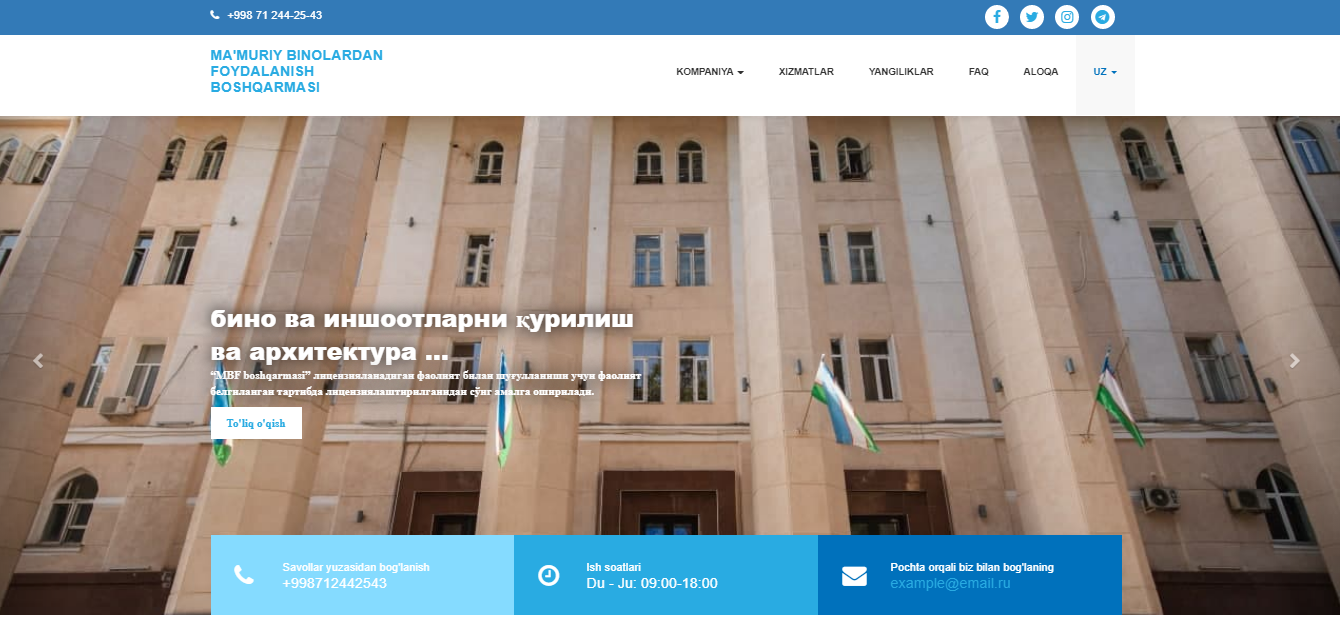 +998 71 244-25-43
MA'MURIY BINOLARDAN
FOYDALANISH
BOSHQARMASI
KOMPANIYA XIZMATLAR YANGILIKLAR FAQ ALOQA UZ
бино ва иншоотларни қурилиш
ва архитектура ...
“MBF boshqarmasi” лицензияланадиган фаолият билан шуғулланиши учун фаолият
белгиланган тартибда лицензиялаштирилганидан сўнг амалга оширилади.
To'liq o'qish
Savollar yuzasidan bog'lanish
+998712442543
Ish soatlari
Du - Ju: 09:00-18:00
Pochta orqali biz bilan bog'laning
example@email.ru